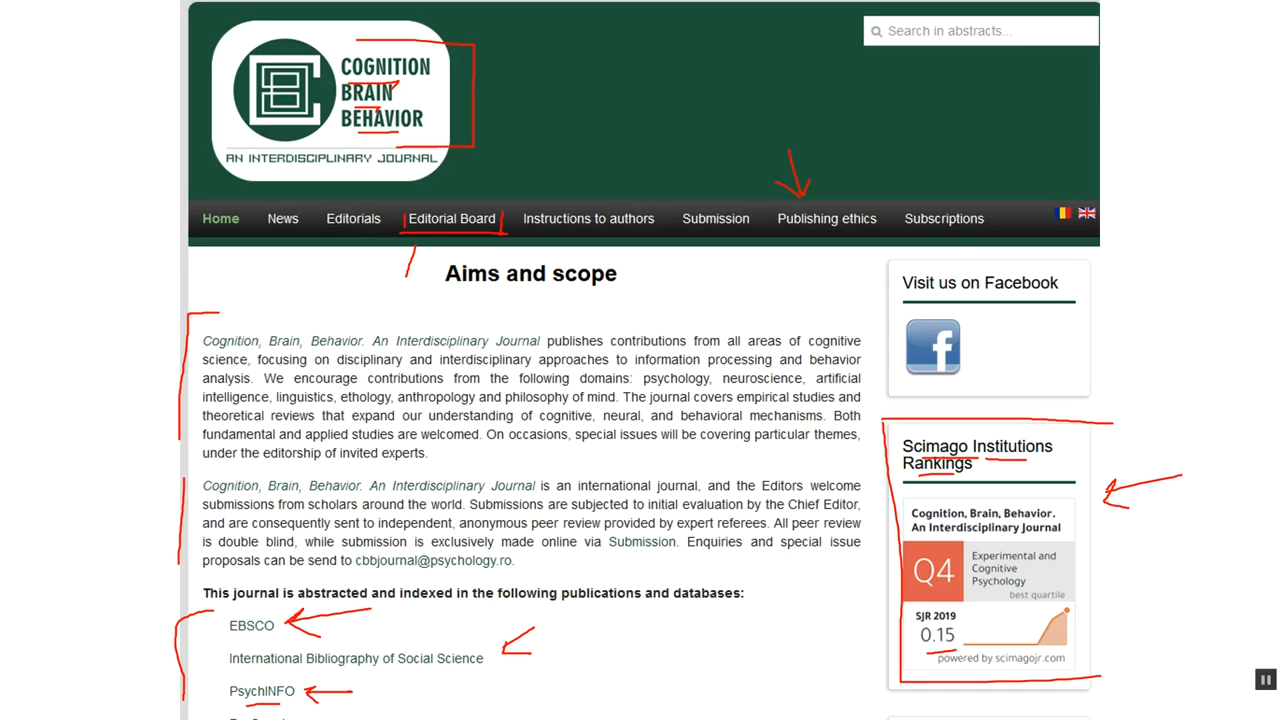 COGNITION
BRAIN
BEHAVIOR
AN INTERDISCIPLINARY JOURNAL
Search in abstracts...
Home News Editorials Editorial Board Instructions to authors Submission Publishing ethics Subscriptions
Aims and scope
Cognition, Brain, Behavior. An Interdisciplinary Journal publishes contributions from all areas of cognitive
science, focusing on disciplinary and interdisciplinary approaches to information processing and behavior
analysis. We encourage contributions from the following domains: psychology, neuroscience, artificial
intelligence, linguistics, ethology, anthropology and philosophy of mind. The journal covers empirical studies and
theoretical reviews that expand our understanding of cognitive, neural, and behavioral mechanisms. Both
fundamental and applied studies are welcomed. On occasions, special issues will be covering particular themes,
under the editorship of invited experts.
Cognition, Brain, Behavior. An Interdisciplinary Journal is an international journal, and the Editors welcome
submissions from scholars around the world. Submissions are subjected to initial evaluation by the Chief Editor,
and are consequently sent to independent, anonymous peer review provided by expert referees. All peer review
is double blind, while submission is exclusively made online via Submission. Enquiries and special issue
proposals can be send to cbbjournal@psychology.ro.
This journal is abstracted and indexed in the following publications and databases:
EBSCO
International Bibliography of Social Science
PsychINFO
Visit us on Facebook
Scimago Institutions
Rankings
Cognition, Brain, Behavior.
An Interdisciplinary Journal
Q4
Experimental and
Cognitive
Psychology
best quartile
SJR 2019
0.15
powered by scimagojr.com